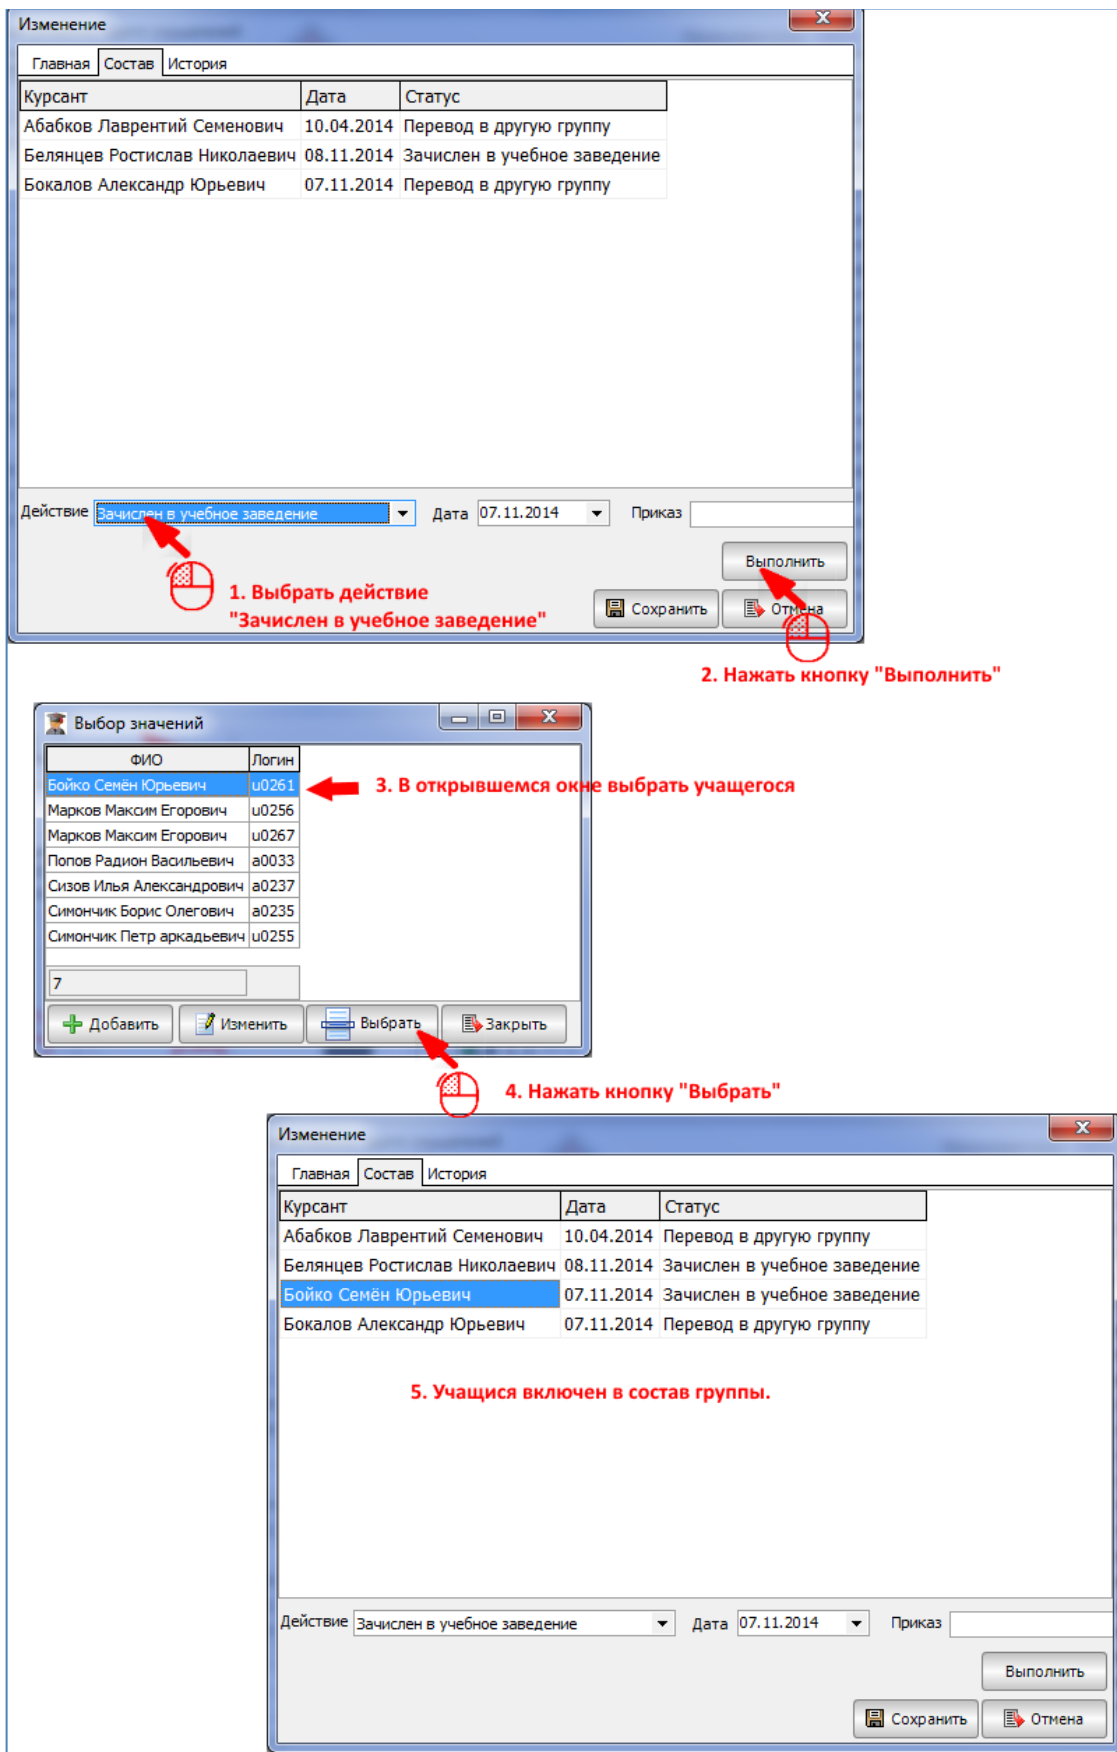 Изменение
Главная Состав История
Курсант Дата Статус
Абабков Лаврентий Семенович 10.04.2014 Перевод в другую группу
Белянцев Ростислав Николаевич 08.11.2014 Зачислен в учебное заведение
Бокалов Александр Юрьевич 07.11.2014 Перевод в другую группу
Действие Зачислен в учебное заведение Дата 07.11.2014 Приказ
Выполнить
1. Выбрать действие
"Зачислен в учебное заведение"
Сохранить Отмена
2. Нажать кнопку "Выполнить"
Выбор значений
ФИО Логин
Бойко Семён Юрьевич u0261
3. В открывшемся окне выбрать учащегося
Марков Максим Егорович u0256
Марков Максим Егорович u0267
Попов Радион Васильевич a0033
Сизов Илья Александрович a0237
Симончик Борис Олегович a0235
Симончик Петр аркадьевич u0255
7
Добавить Изменить Выбрать Закрыть
4. Нажать кнопку "Выбрать"
Изменение
Главная Состав История
Курсант Дата Статус
Абабков Лаврентий Семенович 10.04.2014 Перевод в другую группу
Белянцев Ростислав Николаевич 08.11.2014 Зачислен в учебное заведение
Бойко Семён Юрьевич 07.11.2014 Зачислен в учебное заведение
Бокалов Александр Юрьевич 07.11.2014 Перевод в другую группу
5. Учащися включен в состав группы.
Действие Зачислен в учебное заведение Дата 07.11.2014 Приказ
Выполнить
Сохранить Отмена